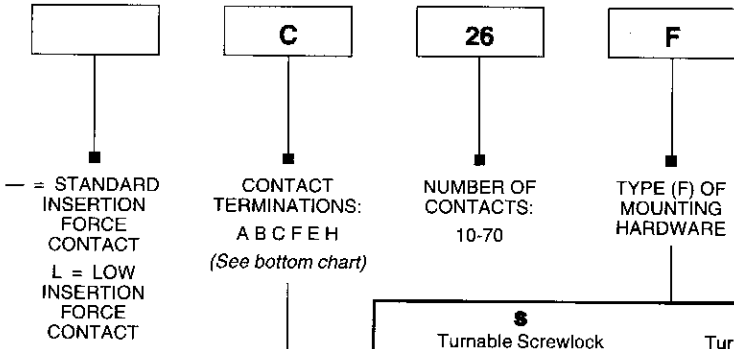 C
26
F
— = STANDARD
INSERTION
FORCE
CONTACT
L = LOW
INSERTION
FORCE
CONTACT
CONTACT
TERMINATIONS:
A B C F E H
(See bottom chart)
NUMBER OF
CONTACTS:
10-70
TYPE (F) OF
MOUNTING
HARDWARE
S
Turnable Screwlock